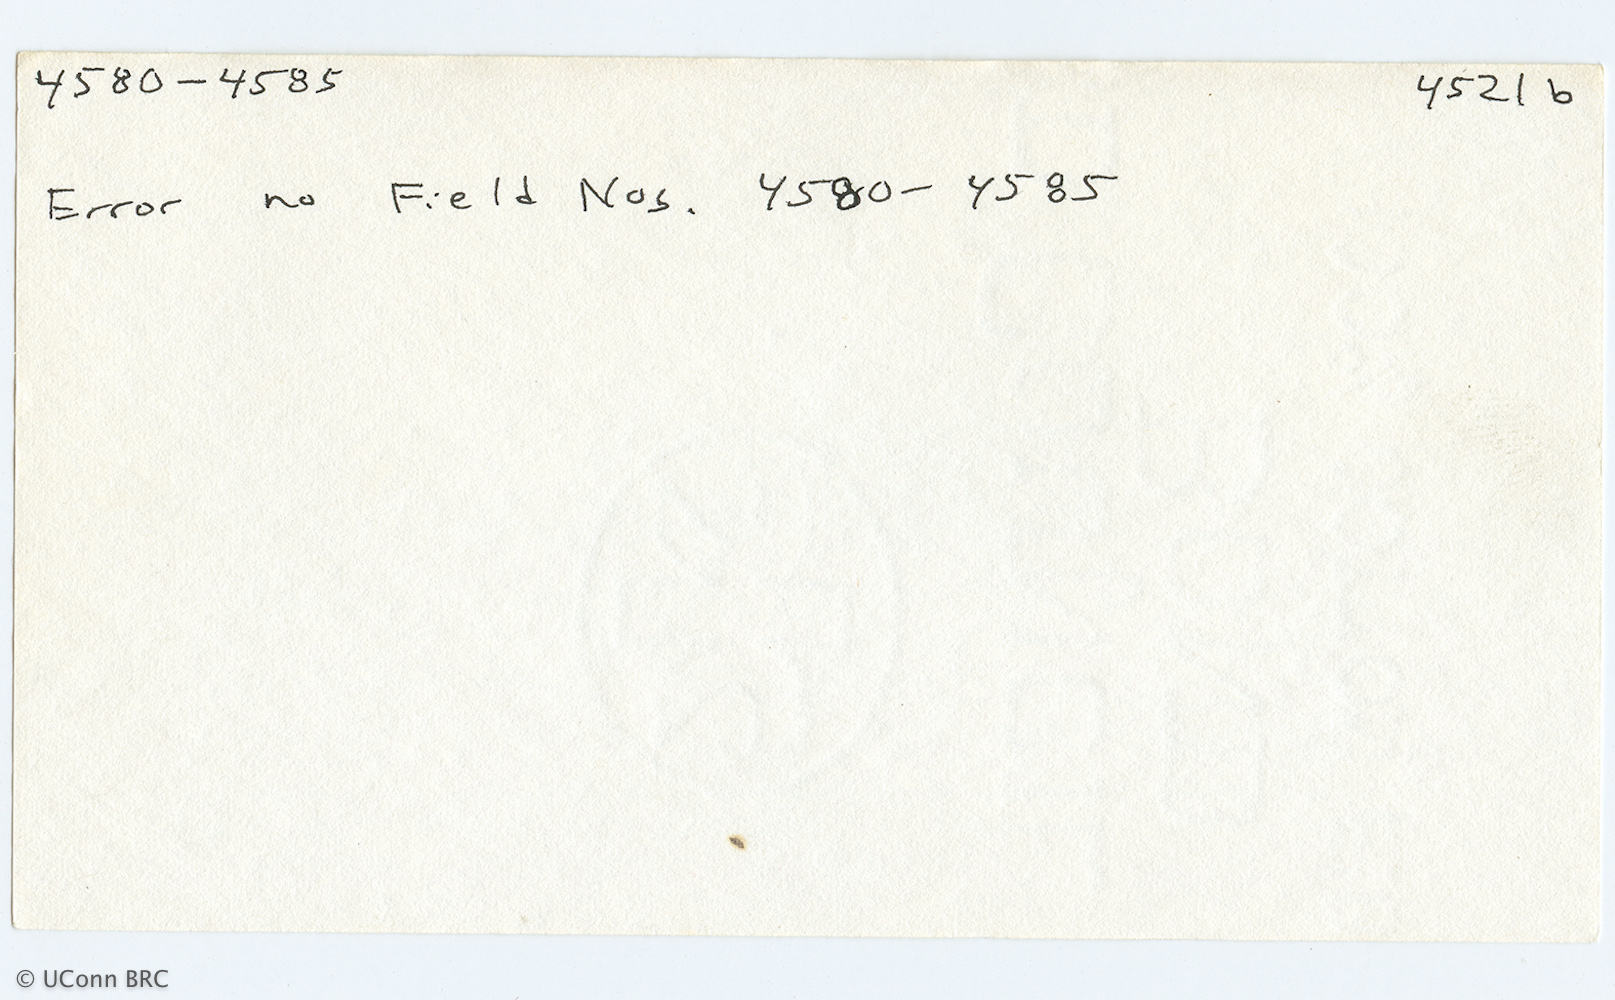 4580-4585
4521 b
Error no Field Nos. 4580-4585
© UConn BRC